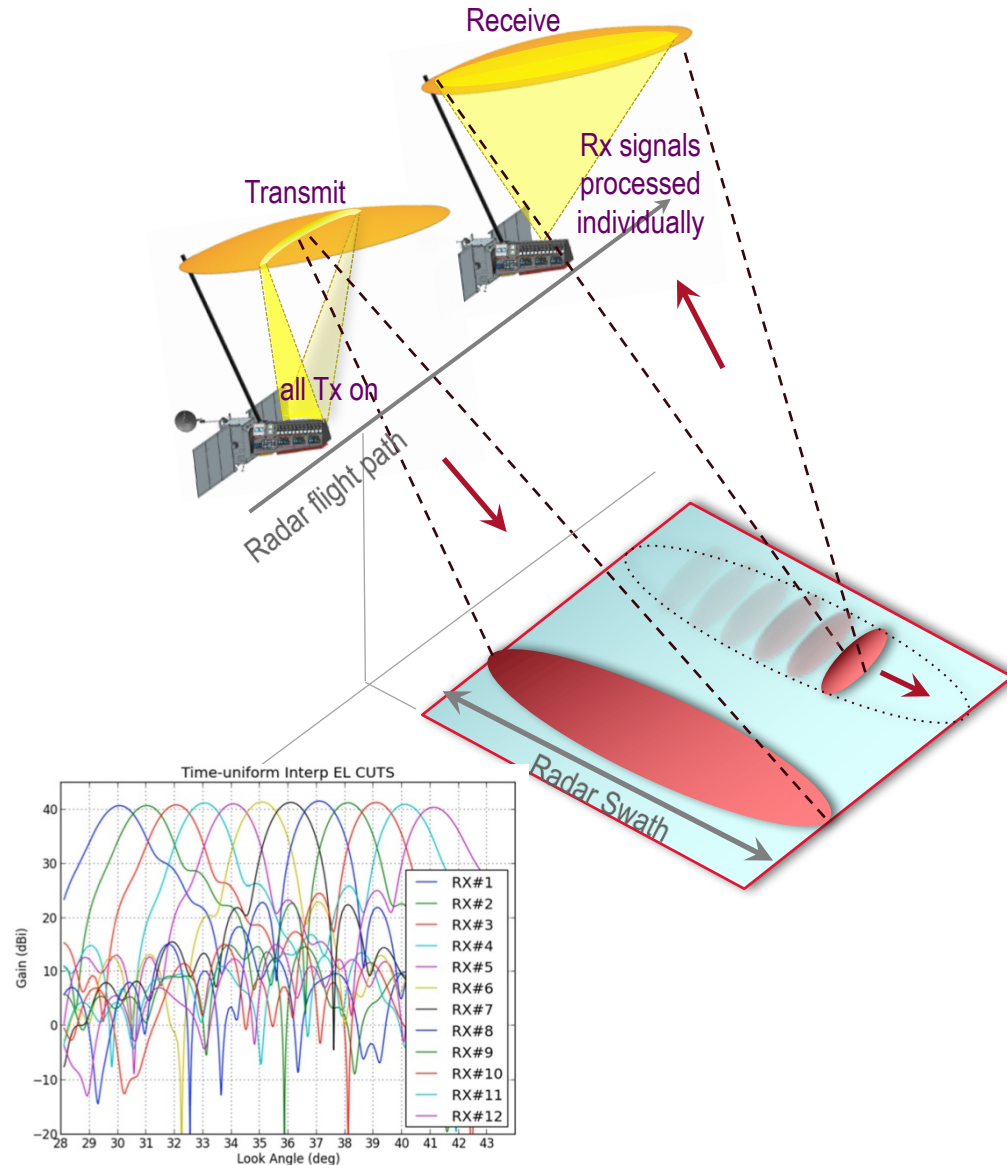 Receive
Rx signals
processed
individually
Transmit
all Tx on
Radar flight path
Radar Swath
Time-uniform Interp EL CUTS
Gain (dBi)
40
30
20
10
0
−10
−20
RX#1
RX#2
RX#3
RX#4
RX#5
RX#6
RX#7
RX#8
RX#9
RX#10
RX#11
RX#12
28 29 30 31 32 33 34 35 36 37 38 39 40 41 42 43
Look Angle (deg)